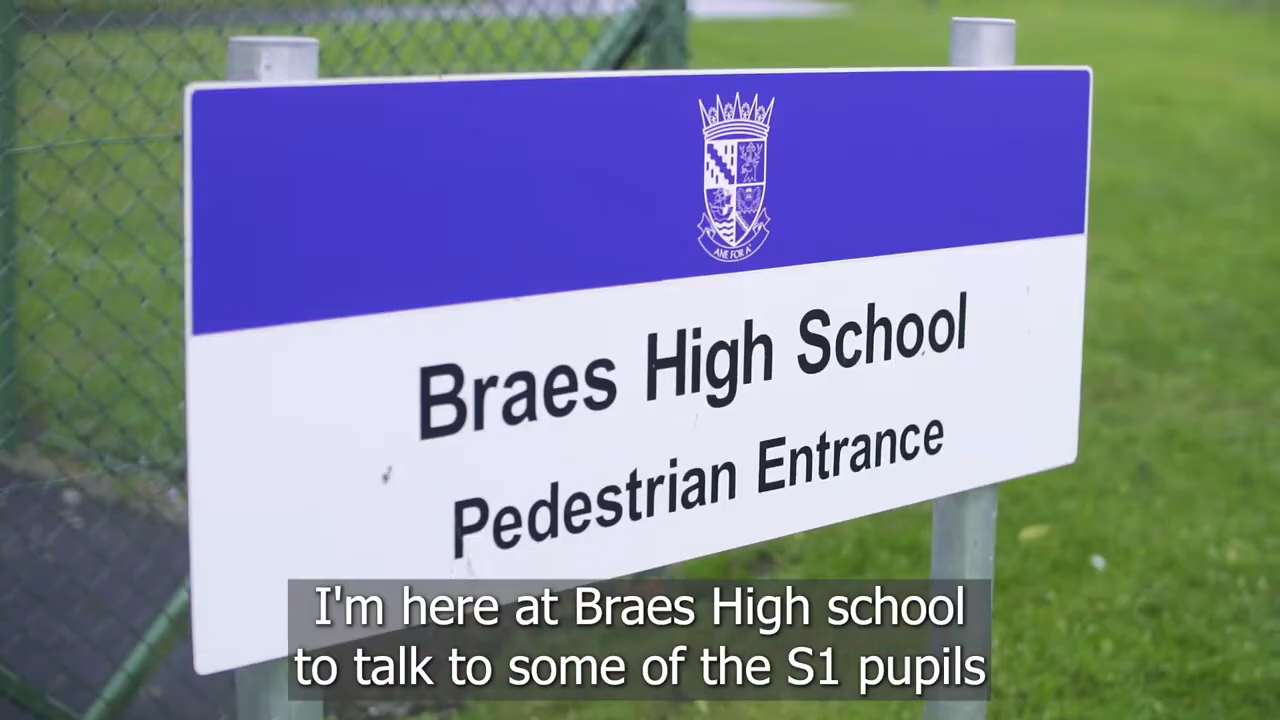 ANE FOR A'
Braes High School
Pedestrian Entrance
I'm here at Braes High school
to talk to some of the S1 pupils